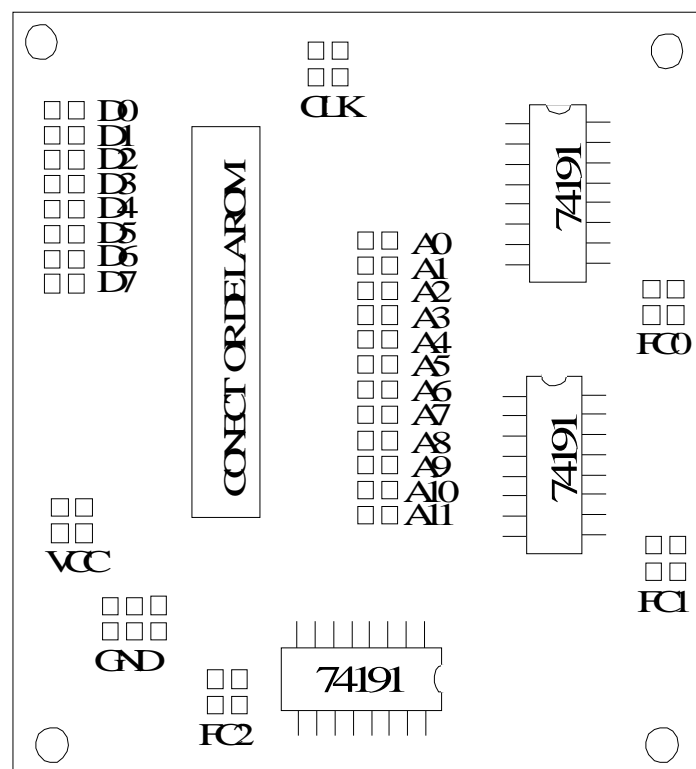 CLK
D0
D1
D2
D3
D4
D5
D6
D7
CONECTOR DE LA ROM
A0
A1
A2
A3
A4
A5
A6
A7
A8
A9
A10
A11
74191
FC0
74191
FC1
VCC
GND
FC2
74191